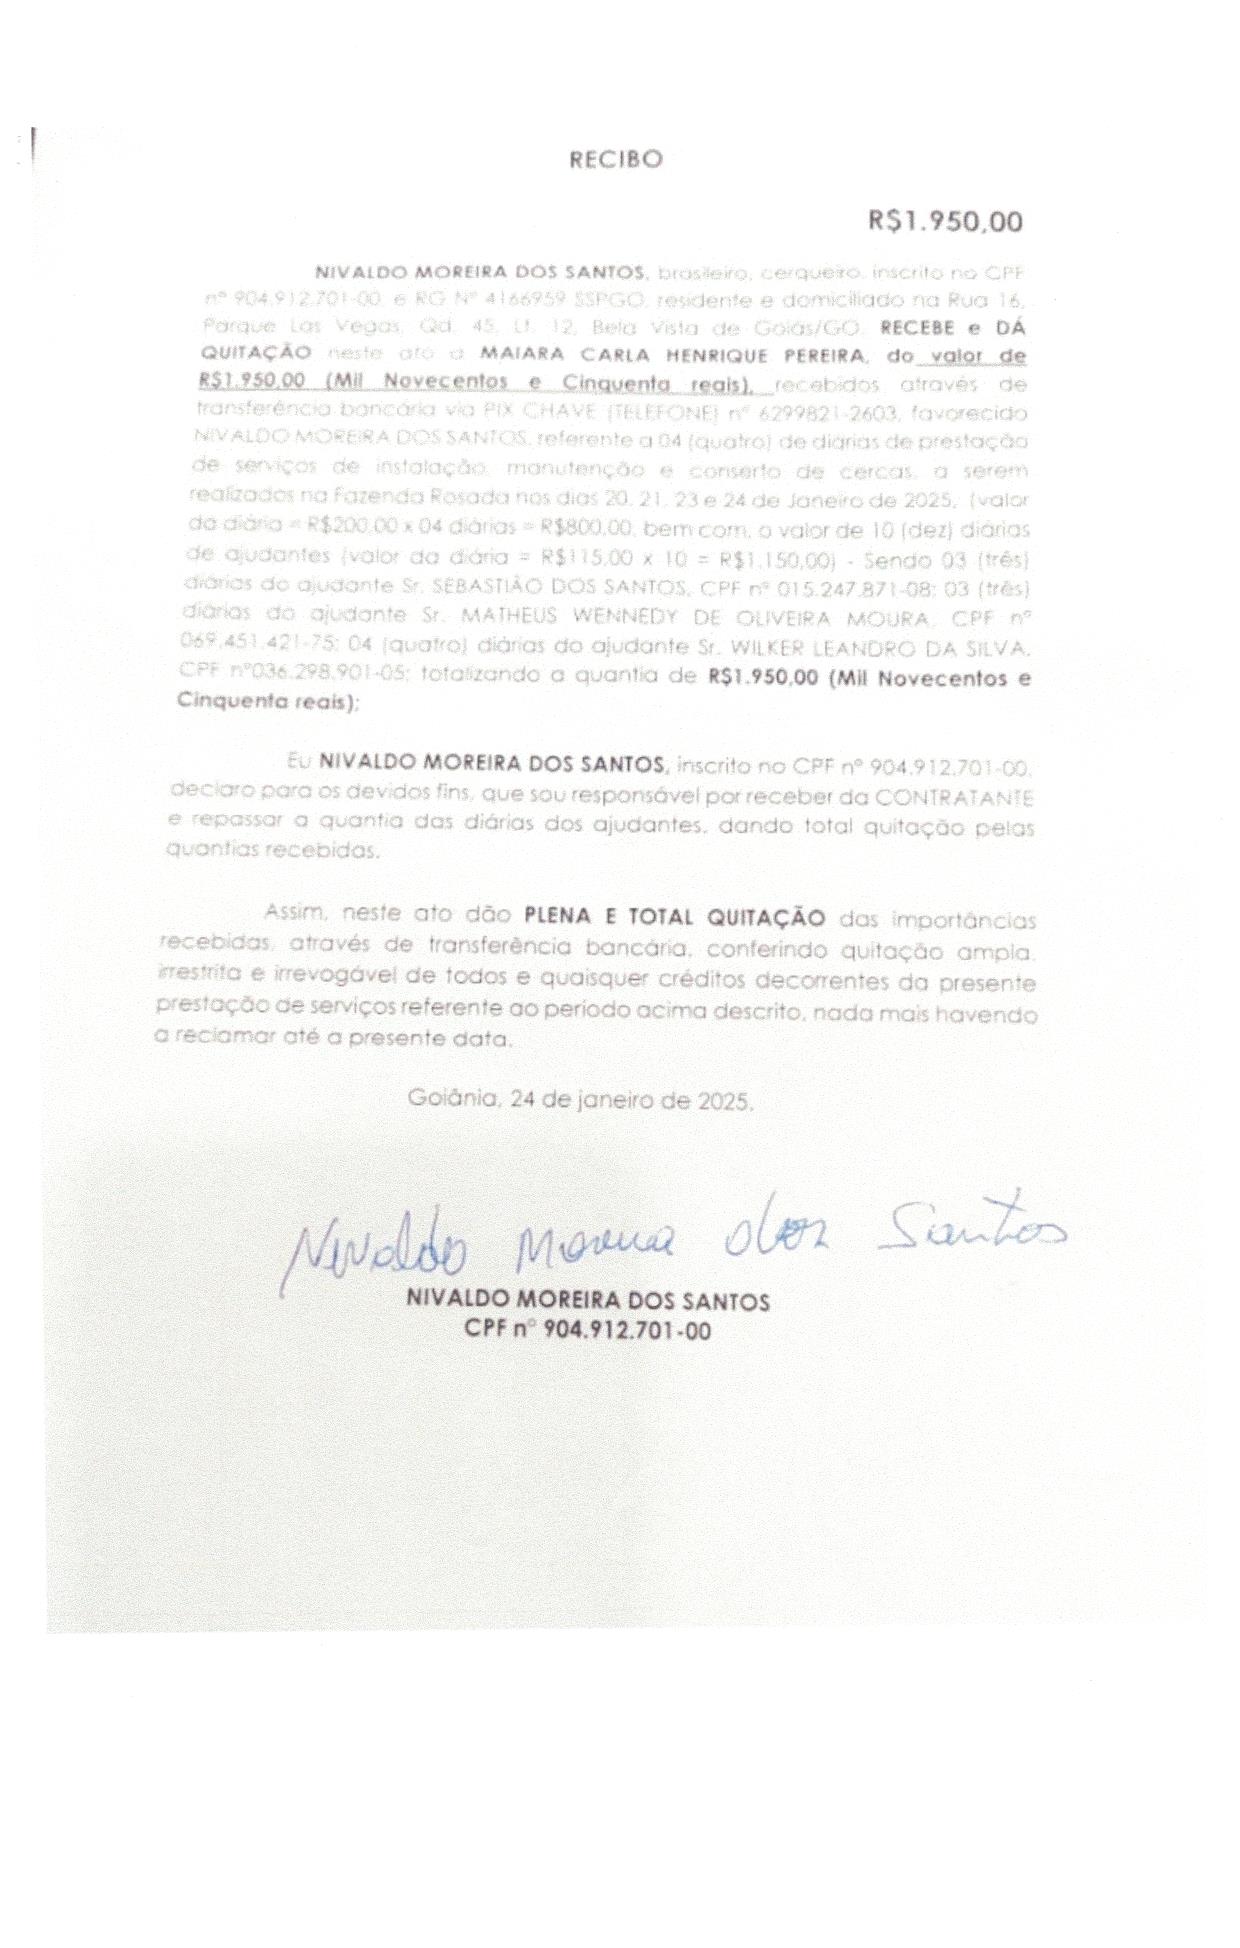 RECIBO
R$1.950,00
NIVALDO MOREIRA DOS SANTOS, brasileiro, cerqueiro, inscrito no CPF
nº 904.912.701-00, e RG Nº 4166959 SSPGO, residente e domiciliado na Rua 16,
Parque Las Vegas, Qd. 45, Lt. 12, Bela Vista de Goiás/GO, RECEBE e DÁ
QUITAÇÃO neste ato a MAIARA CARLA HENRIQUE PEREIRA, do valor de
R$1.950,00 (Mil Novecentos e Cinquenta reais), recebidos através de
transferência bancária via PIX CHAVE (TELEFONE) nº 6299821-2603, favorecido
NIVALDO MOREIRA DOS SANTOS, referente a 04 (quatro) de diárias de prestação
de serviços de instalação, manutenção e conserto de cercas, a serem
realizados na Fazenda Rosada nos dias 20, 21, 23 e 24 de Janeiro de 2025, (valor
da diária = R$200,00 x 04 diárias = R$800,00, bem com, o valor de 10 (dez) diárias
de ajudantes (valor da diária = R$115,00 x 10 = R$1.150,00) - Sendo 03 (três)
diárias do ajudante Sr. SEBASTIÃO DOS SANTOS, CPF nº 015.247.871-08; 03 (três)
diárias do ajudante Sr. MATHEUS WENNEDY DE OLIVEIRA MOURA, CPF nº
069.451.421-75; 04 (quatro) diárias do ajudante Sr. WILKER LEANDRO DA SILVA,
CPF nº036.298.901-05; totalizando a quantia de R$1.950,00 (Mil Novecentos e
Cinquenta reais);
Eu NIVALDO MOREIRA DOS SANTOS, inscrito no CPF nº 904.912.701-00,
declaro para os devidos fins, que sou responsável por receber da CONTRATANTE
e repassar a quantia das diárias dos ajudantes, dando total quitação pelas
quantias recebidas.
Assim, neste ato dão PLENA E TOTAL QUITAÇÃO das importâncias
recebidas, através de transferência bancária, conferindo quitação ampla,
irrestrita e irrevogável de todos e quaisquer créditos decorrentes da presente
prestação de serviços referente ao período acima descrito, nada mais havendo
a reclamar até a presente data.
Goiânia, 24 de janeiro de 2025.
Nivaldo Moreira dos Santos
NIVALDO MOREIRA DOS SANTOS
CPF nº 904.912.701-00